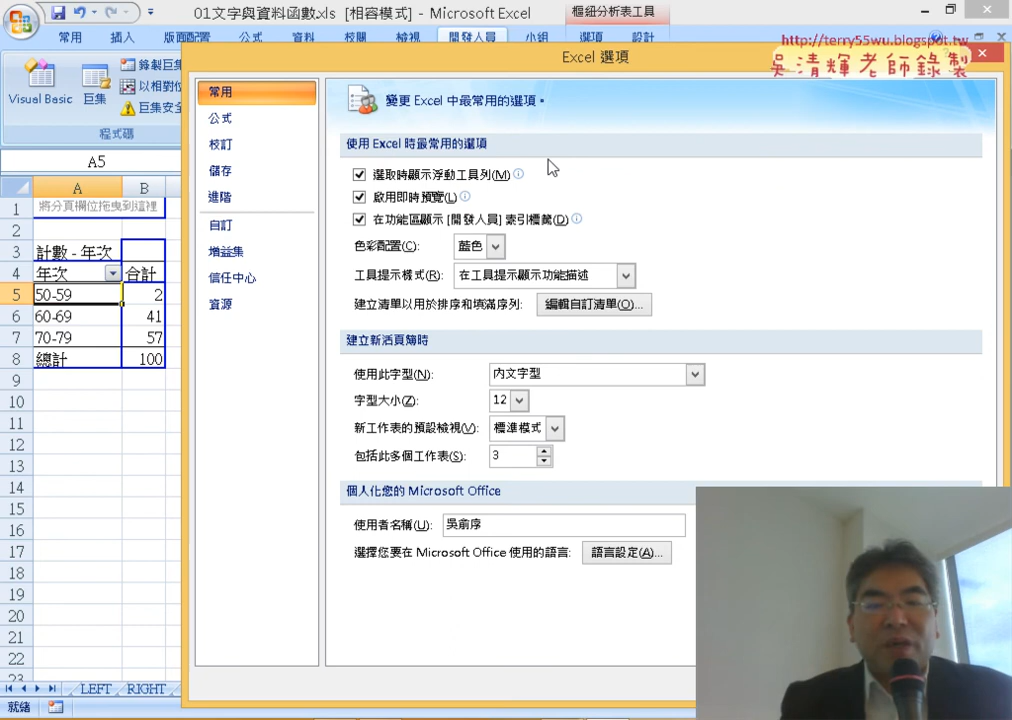 01文字與資料函數.xls [相容模式] - Microsoft Excel
樞紐分析表工具
常用 插入 版面配置 公式 資料 校閱 檢視 開發人員 小組 選項 設計
http://terry55wu.blogspot.tw
吳清輝老師錄製
Excel 選項
Visual Basic
巨集
錄製巨集
以相對位
巨集安全
程式碼
A5
A B
1 將分頁欄位拖曳到這裡
2
3 計數 - 年次
4 年次 合計
5 50-59 2
6 60-69 41
7 70-79 57
8 總計 100
9
10
11
12
13
14
15
16
17
18
19
20
21
22
23
LEFT RIGHT
就緒
常用
公式
校訂
儲存
進階
自訂
增益集
信任中心
資源
變更 Excel 中最常用的選項。
使用 Excel 時最常用的選項
選取時顯示浮動工具列(M)
啟用即時預覽(L)
在功能區顯示 [開發人員] 索引標籤(D)
色彩配置(C): 藍色
工具提示樣式(R): 在工具提示顯示功能描述
建立清單以用於排序和填滿序列: 編輯自訂清單(O)...
建立新活頁簿時
使用此字型(N): 內文字型
字型大小(Z): 12
新工作表的預設檢視(V): 標準模式
包括此多個工作表(S): 3
個人化您的 Microsoft Office
使用者名稱(U):
選擇您要在 Microsoft Office 使用的語言: 語言設定(A)...